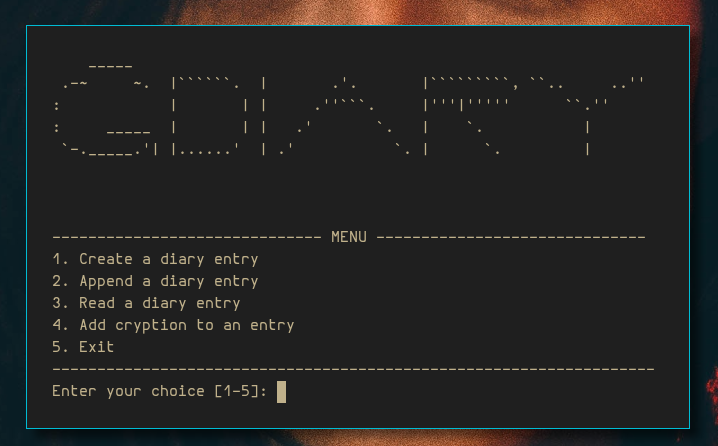 GDIARY
----------------------------- MENU -----------------------------
1. Create a diary entry
2. Append a diary entry
3. Read a diary entry
4. Add cryption to an entry
5. Exit
-------------------------------------------------------------------
Enter your choice [1-5]: